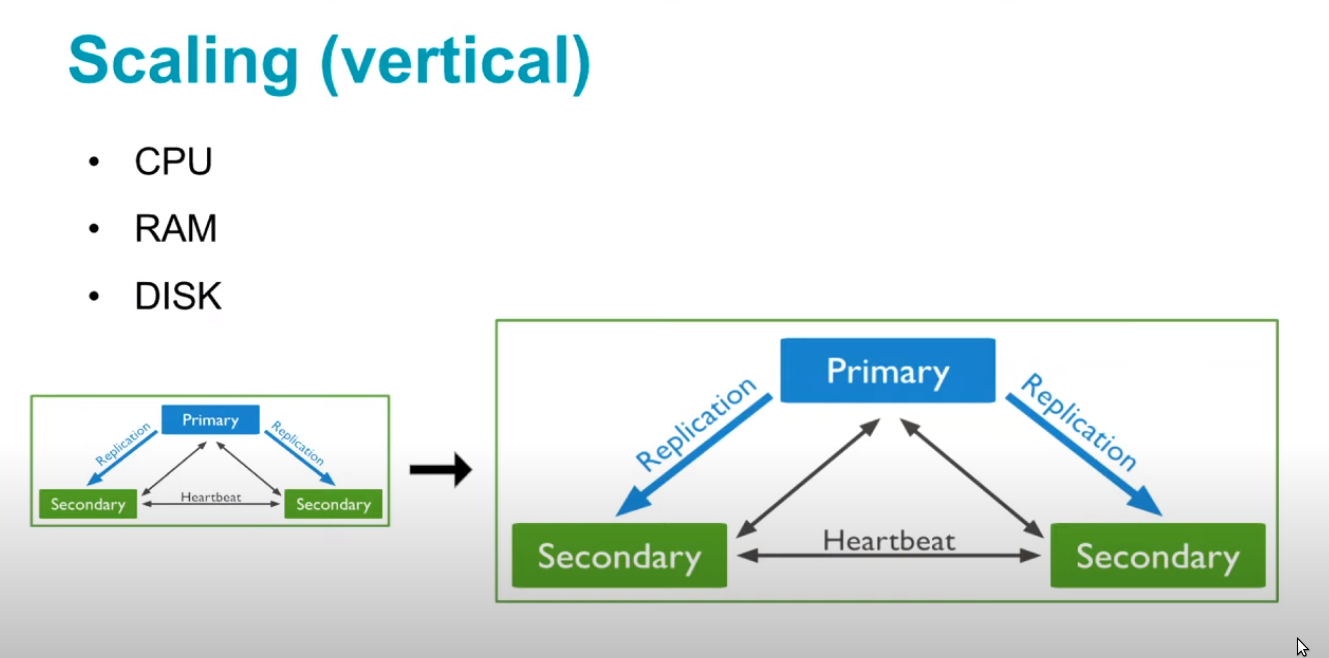 Scaling (vertical)
• CPU
• RAM
• DISK
Primary
Replication
Replication
Heartbeat
Secondary
Secondary
Primary
Replication
Replication
Heartbeat
Secondary
Secondary